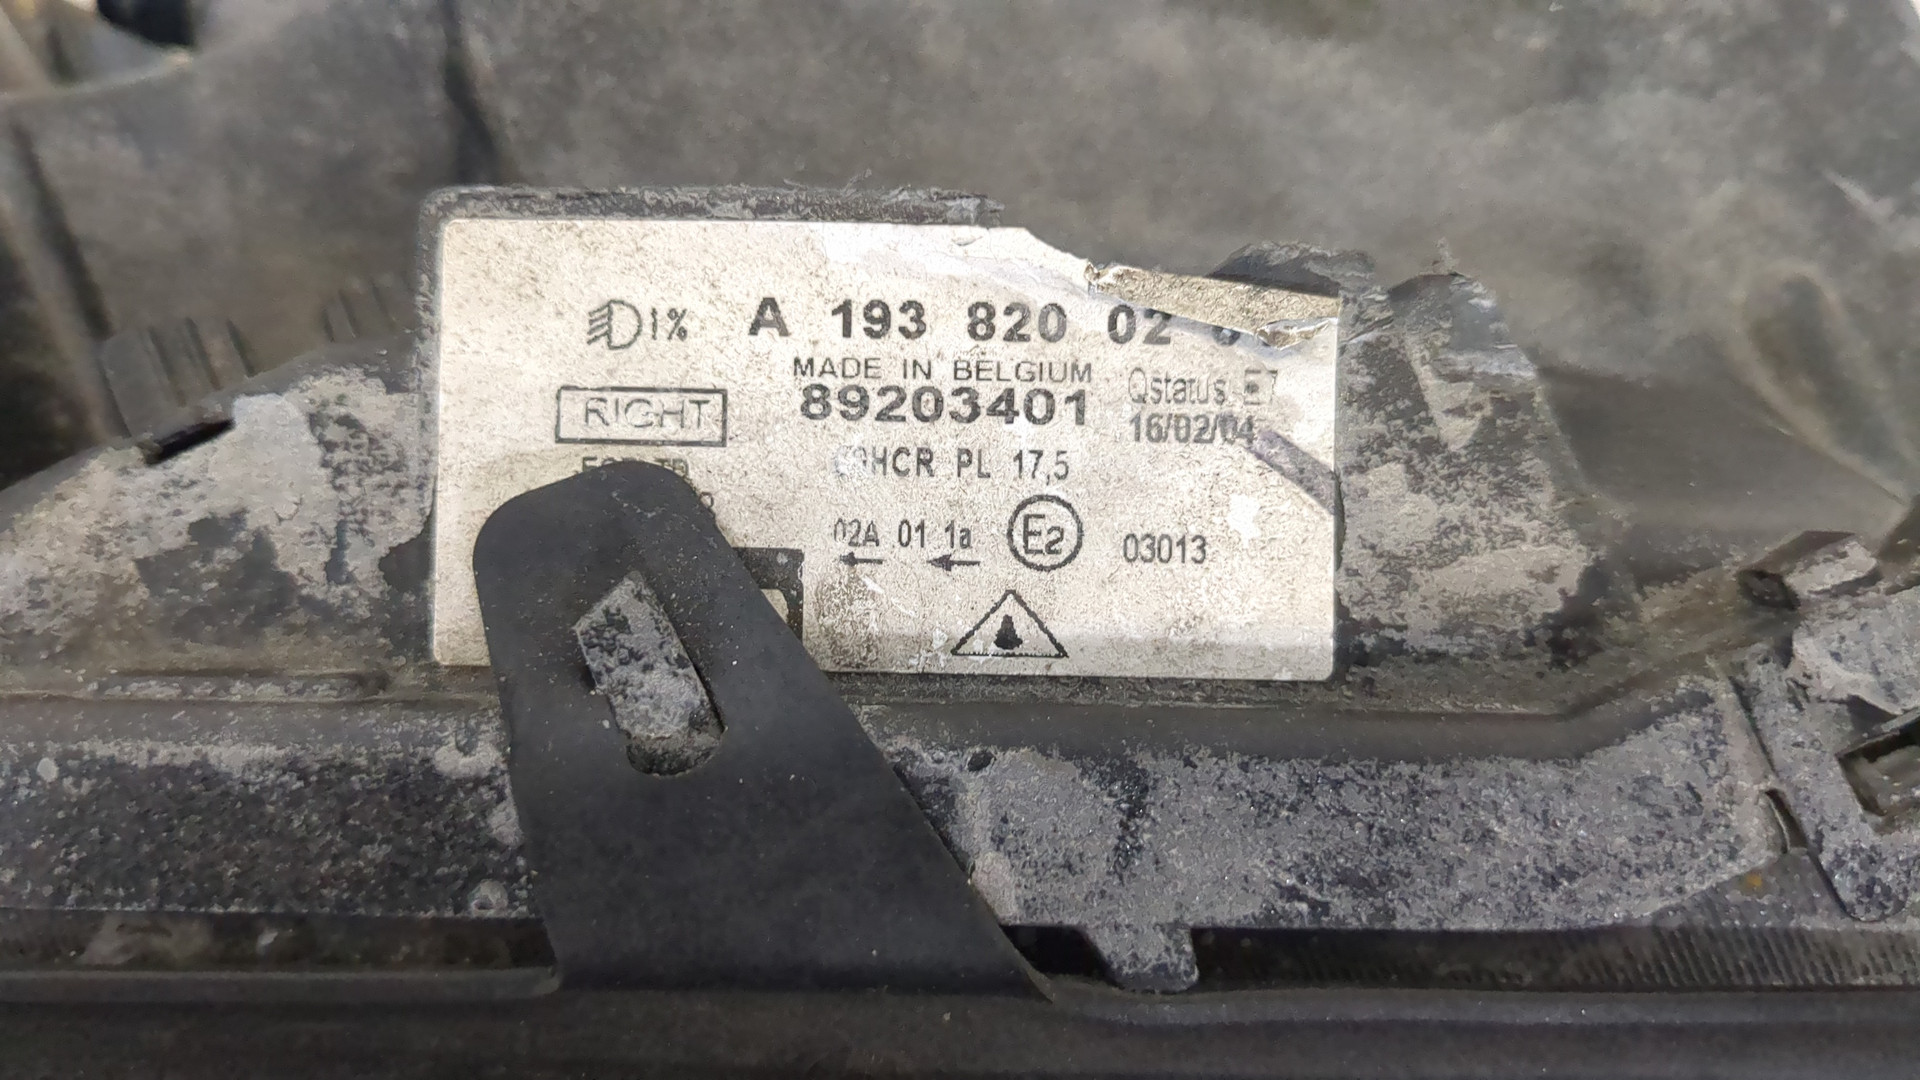 1% A 193 820 02
MADE IN BELGIUM
RIGHT 89203401 Qstatus E7
16/02/04
PL 17,5
02A 01 1a E2 03013